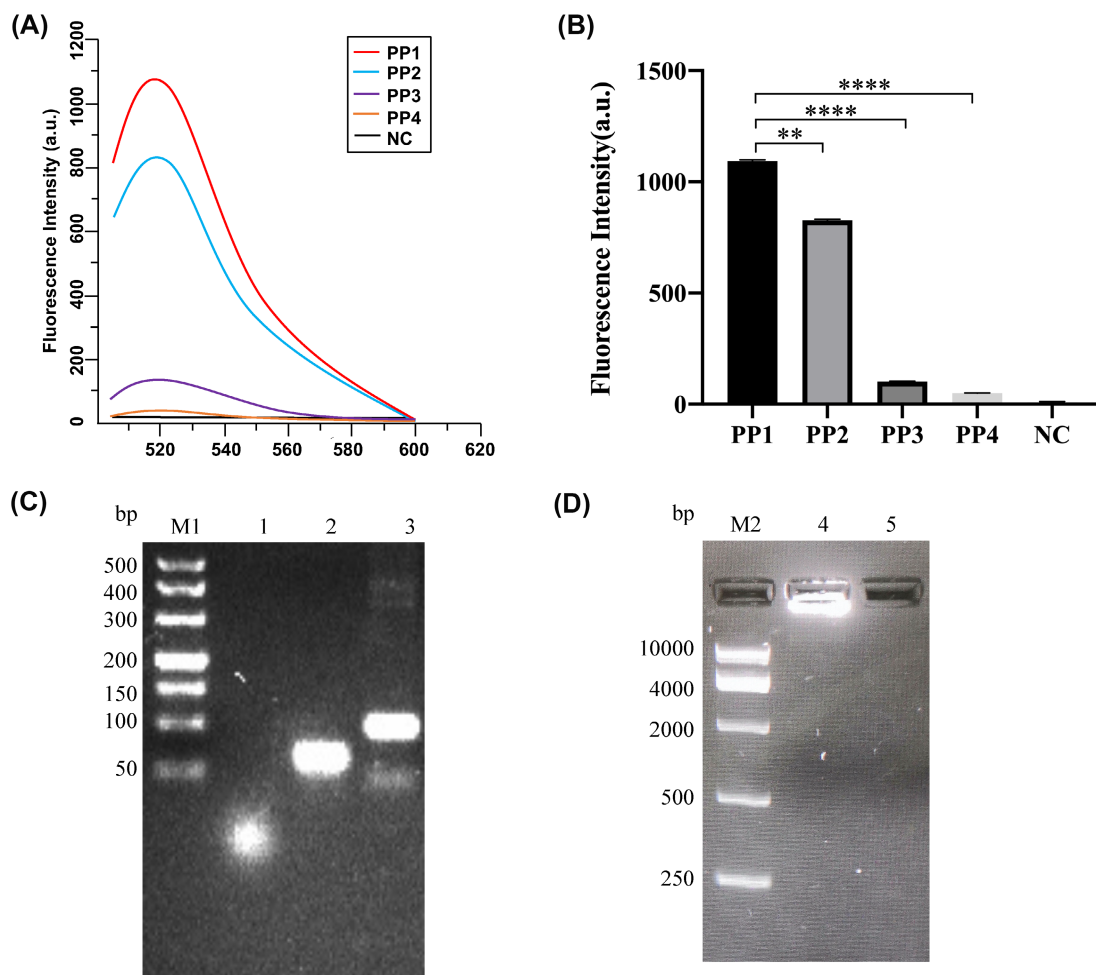 (A)
Fluorescence Intensity (a.u.)
1200
1000
800
600
400
200
0
520 540 560 580 600 620
PP1
PP2
PP3
PP4
NC
(B)
Fluorescence Intensity(a.u.)
1500
1000
500
0
****
****
**
PP1 PP2 PP3 PP4 NC
(C)
bp M1 1 2 3
500
400
300
200
150
100
50
(D)
bp M2 4 5
10000
4000
2000
500
250